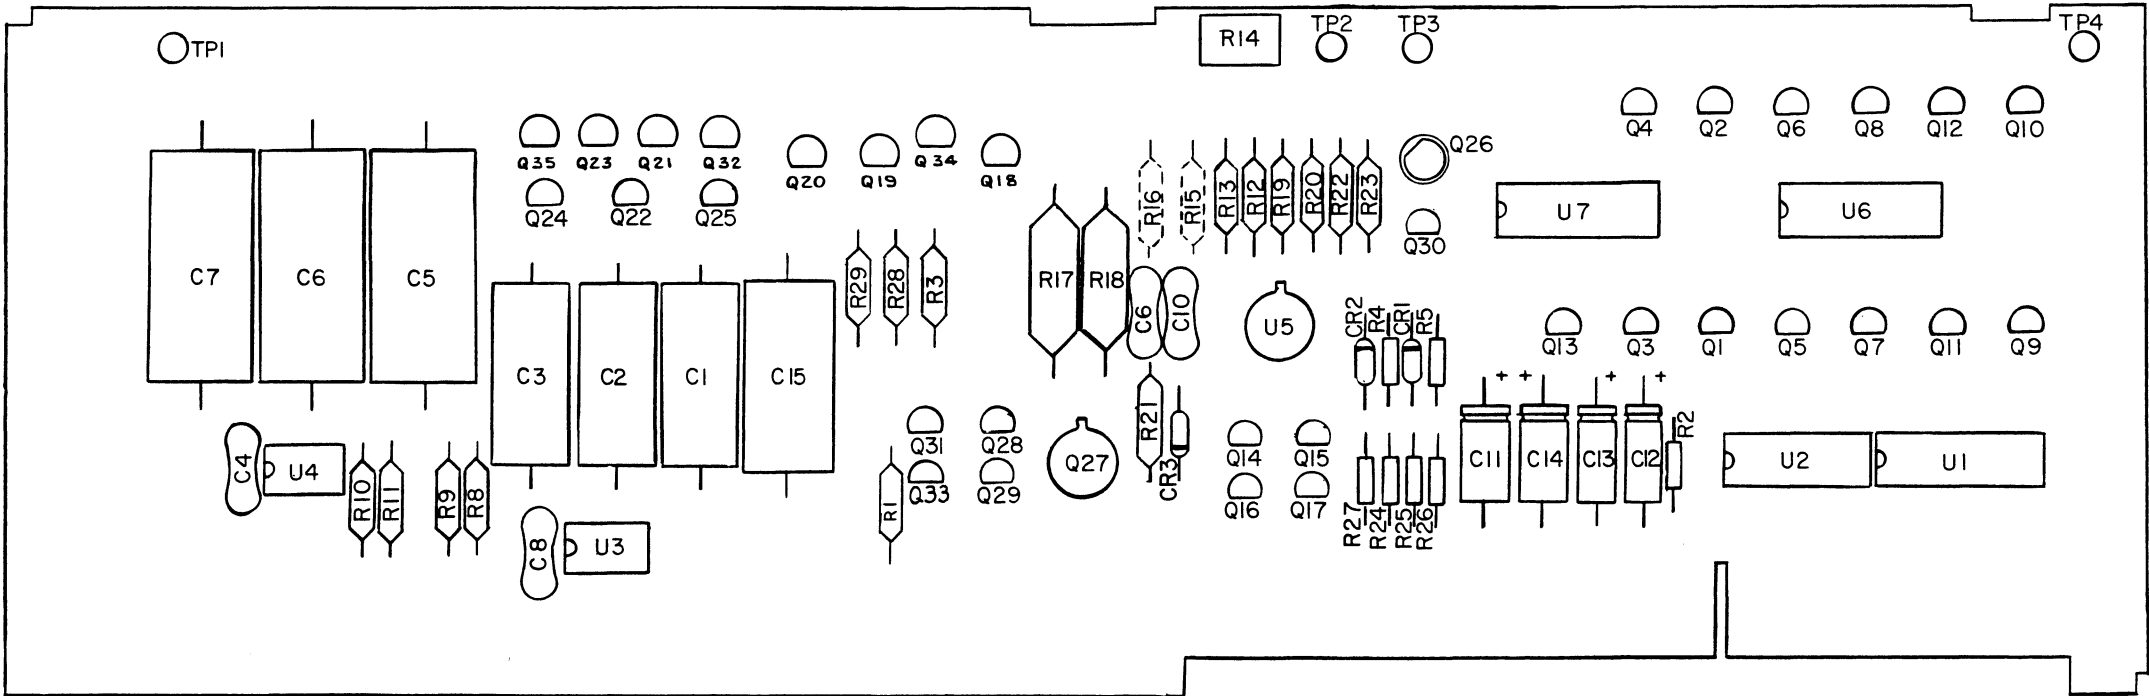 TP1
R14
TP2
TP3
TP4
Q4
Q2
Q6
Q8
Q12
Q10
Q35
Q23
Q21
Q32
Q20
Q19
Q34
Q18
Q26
Q24
Q22
Q25
R16
R15
R13
R12
R19
R20
R22
R23
Q30
U7
U6
C7
C6
C5
R29
R28
R3
R17
R18
C6
C10
U5
CR2
R4
CR1
R5
Q13
Q3
Q1
Q5
Q7
Q11
Q9
C3
C2
C1
C15
+
+
+
+
R21
CR3
Q31
Q28
Q27
Q14
Q15
R2
C4
U4
R10
R11
R9
R8
R1
Q33
Q29
Q16
Q17
R27
R24
R25
R26
C11
C14
C13
C12
U2
U1
C8
U3